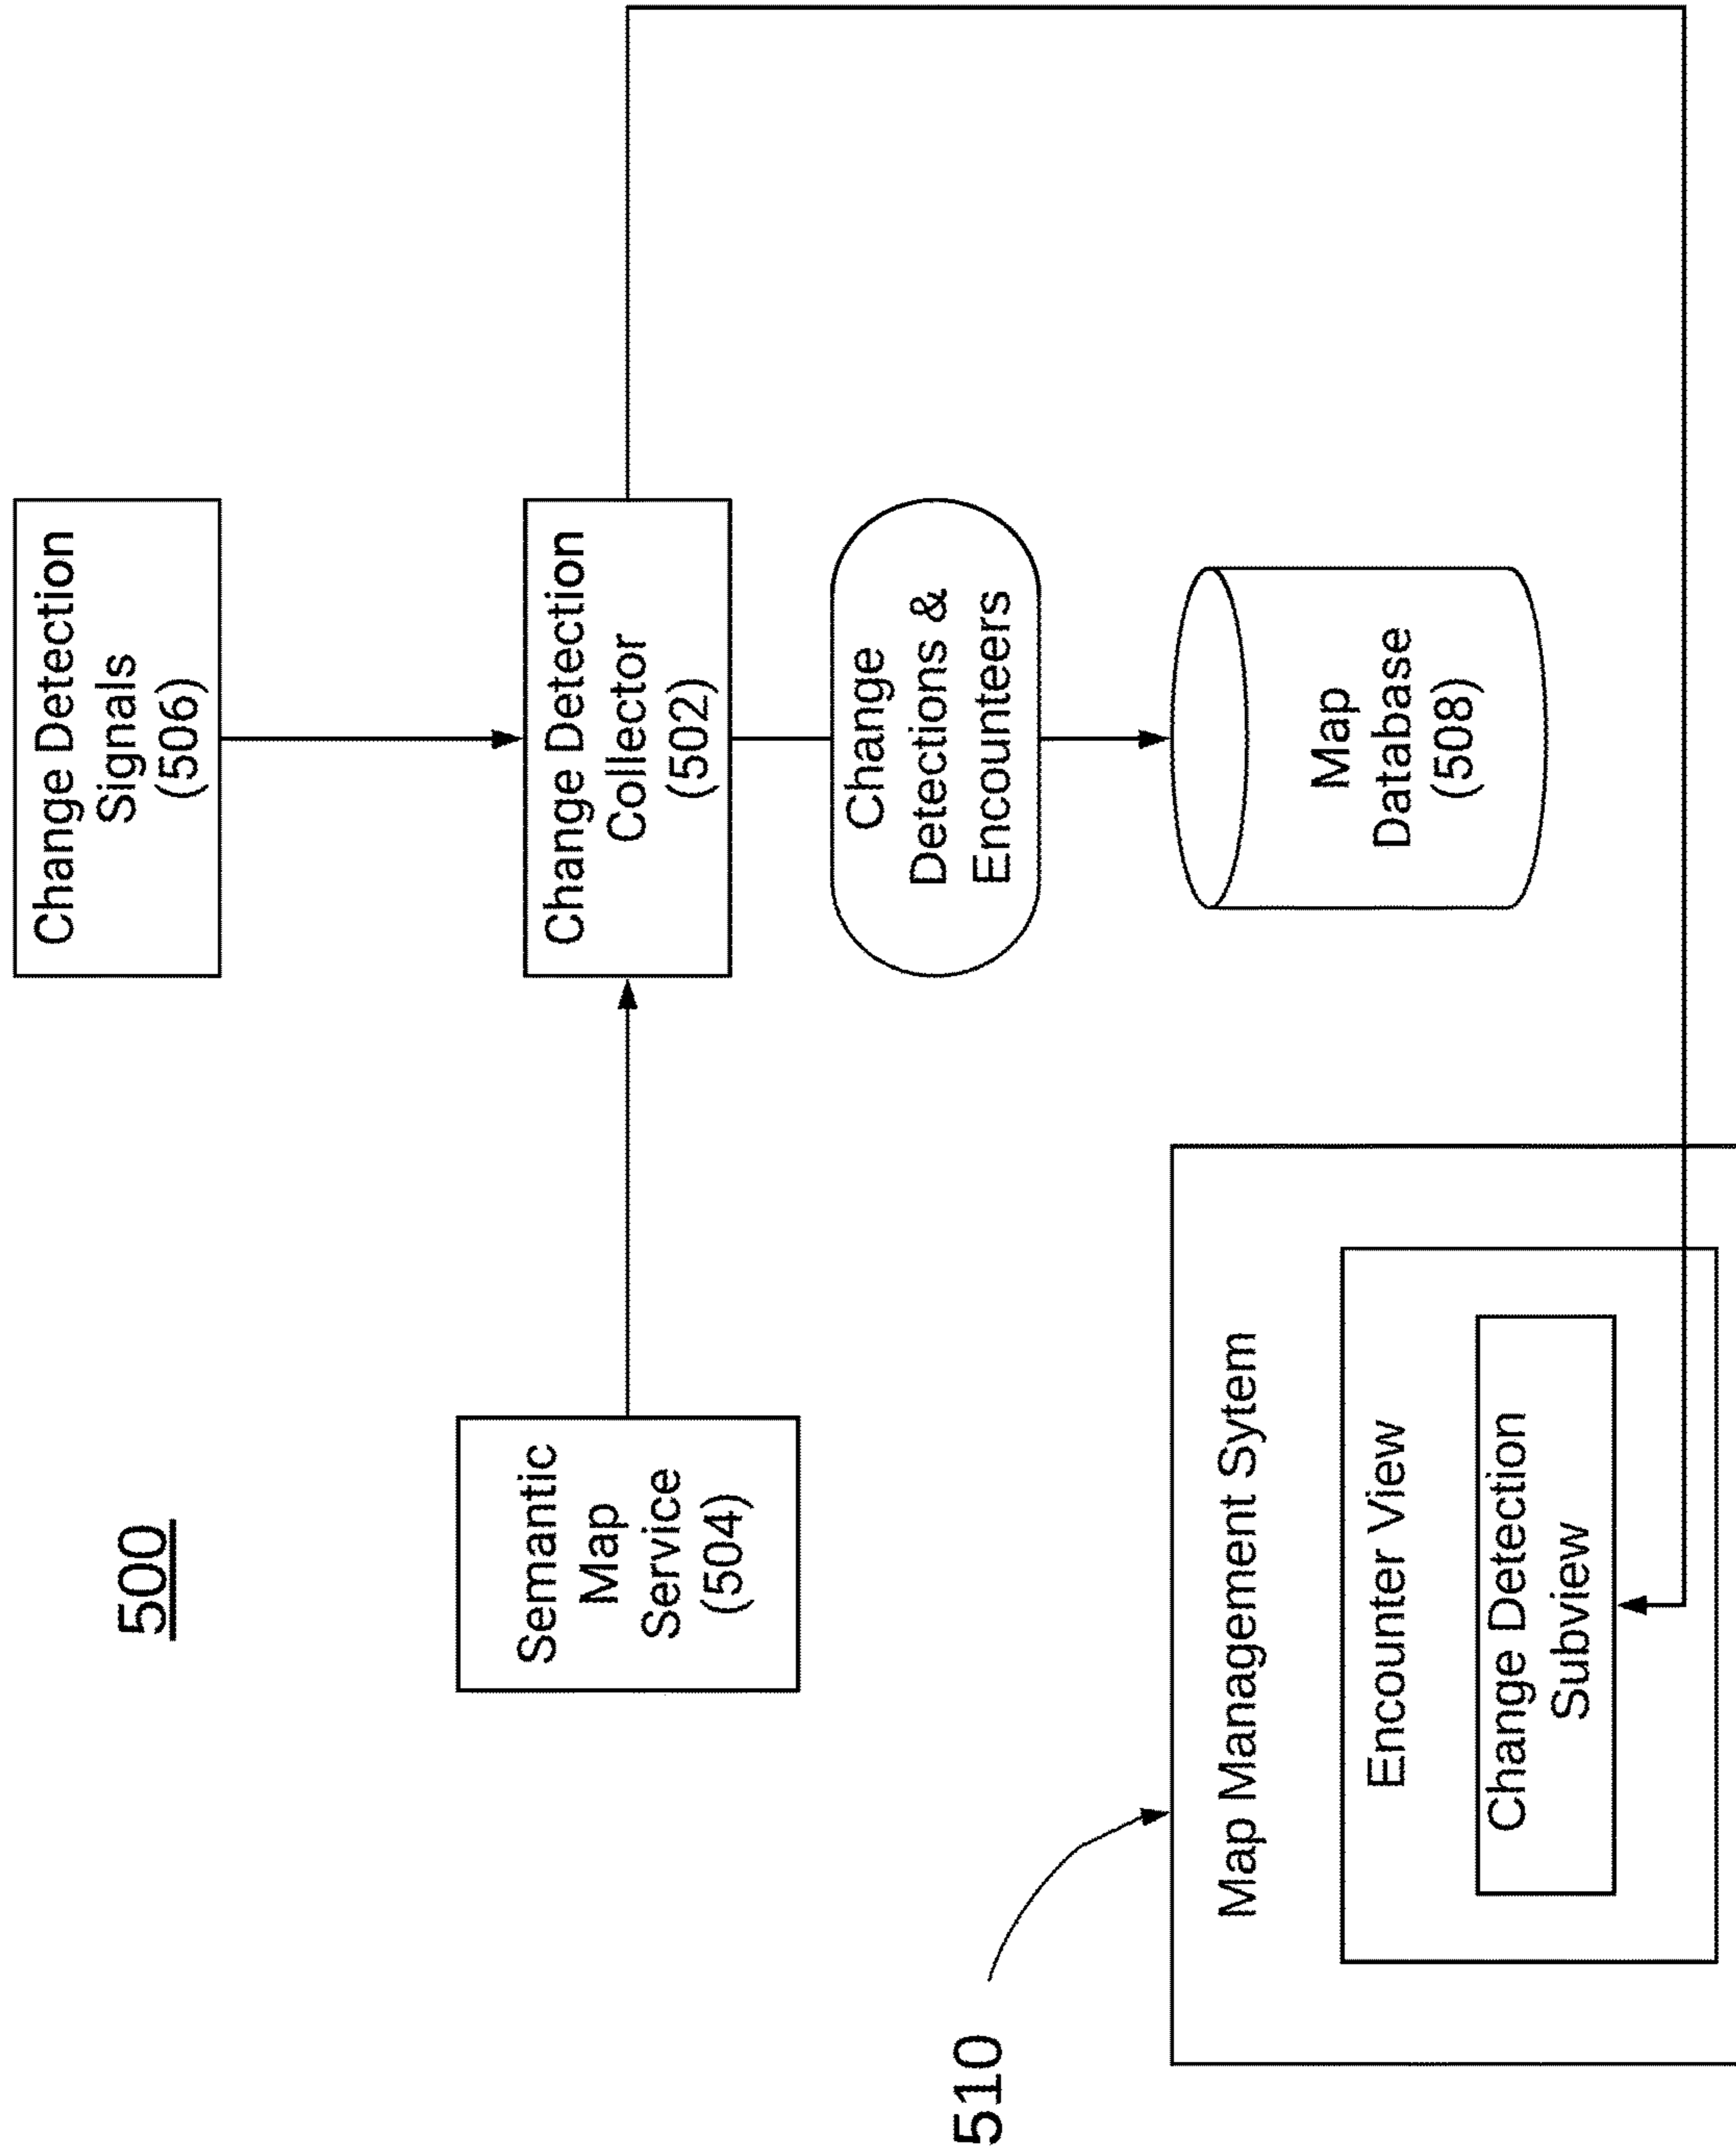 500
Change Detection
Signals
(506)
Semantic
Map
Service
(504)
Change Detection
Collector
(502)
Change
Detections &
Encounteers
Map
Database
(508)
510
Map Management Sytem
Encounter View
Change Detection
Subview